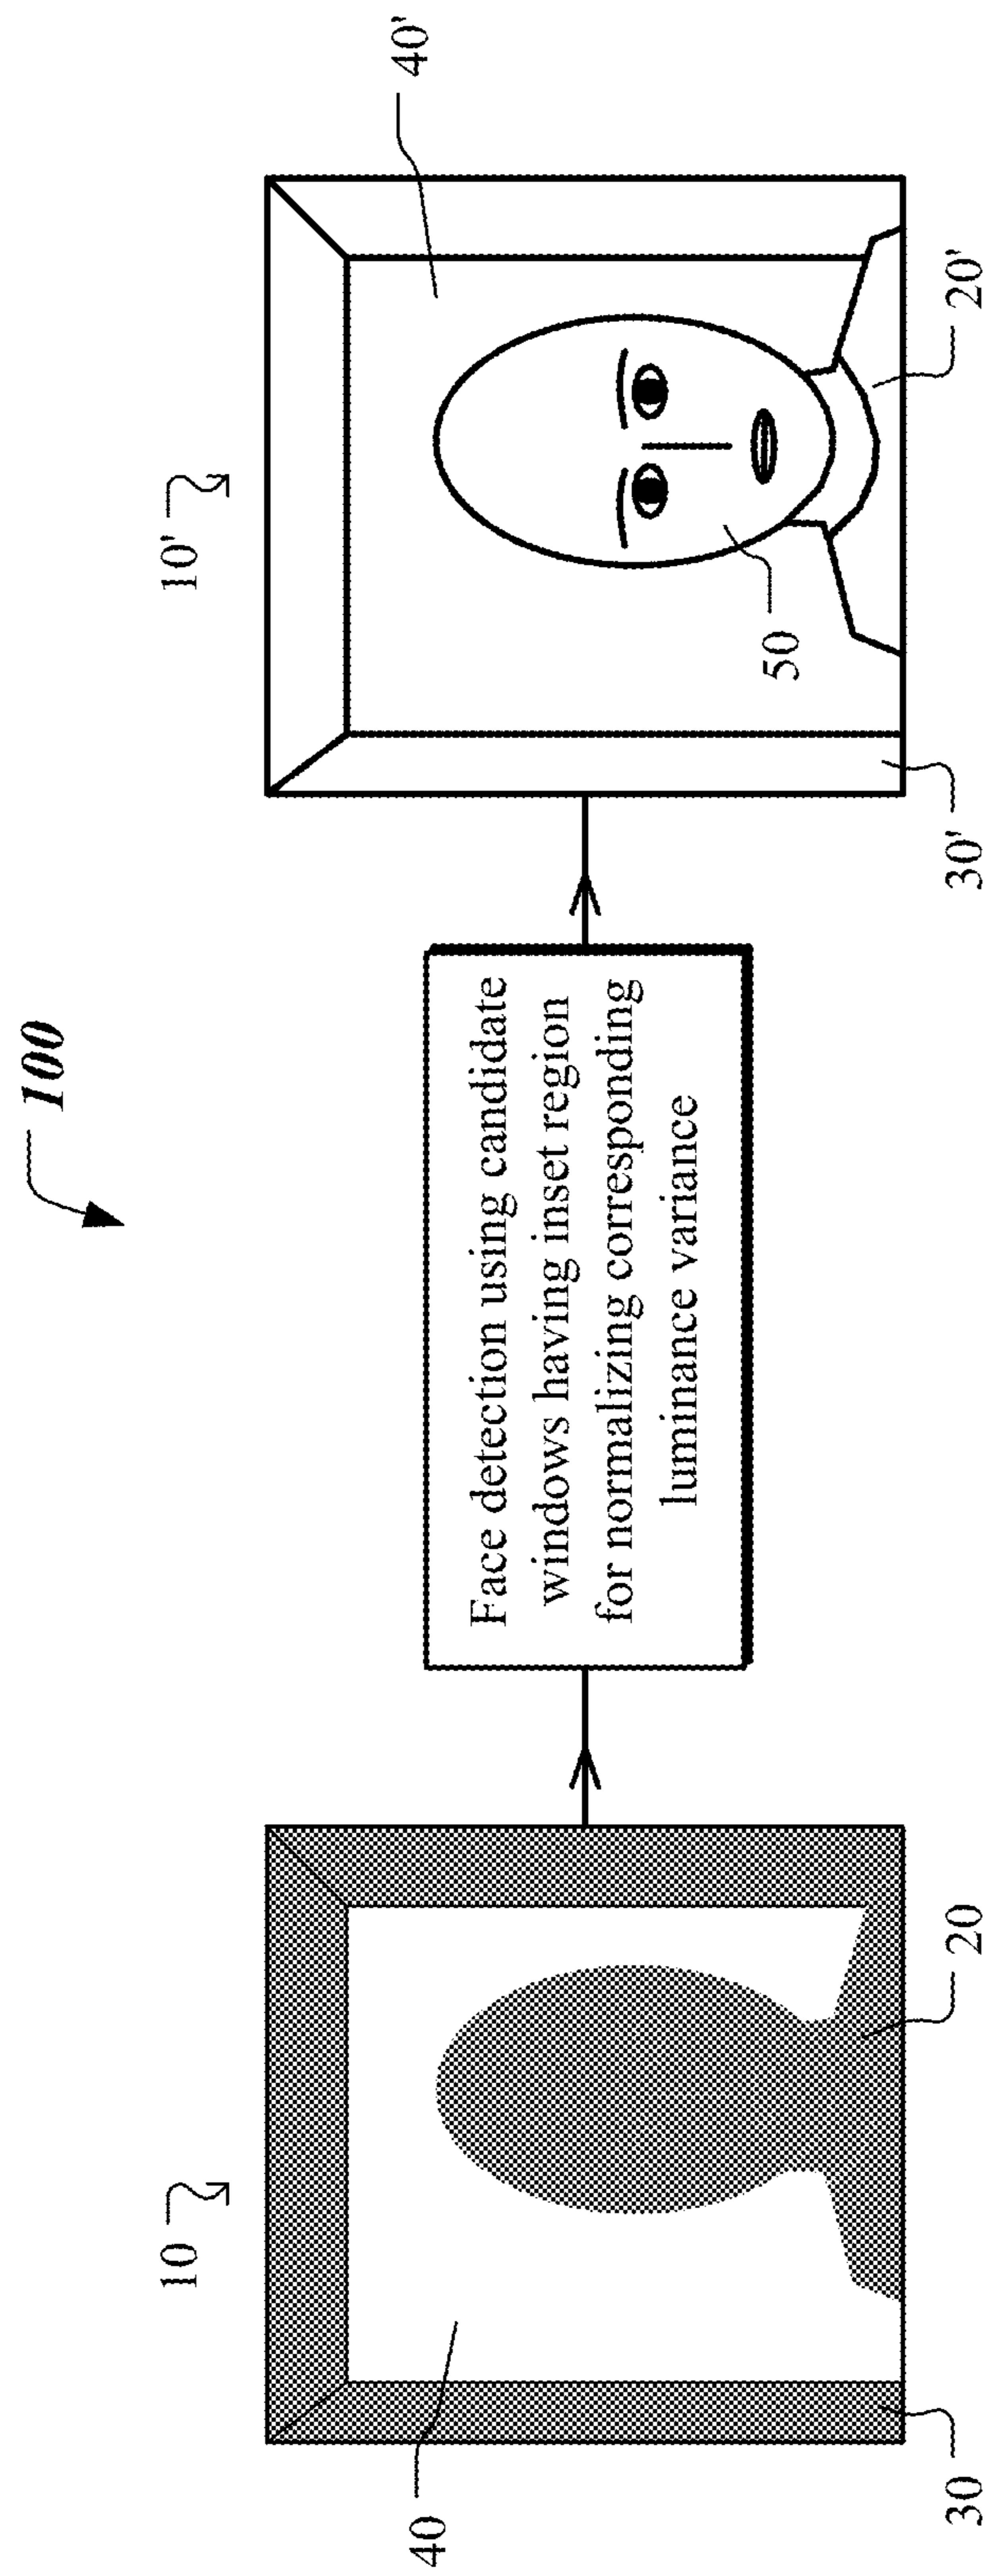 100
10
40
30
20
Face detection using candidate
windows having inset region
for normalizing corresponding
luminance variance
10'
40'
50
30'
20'